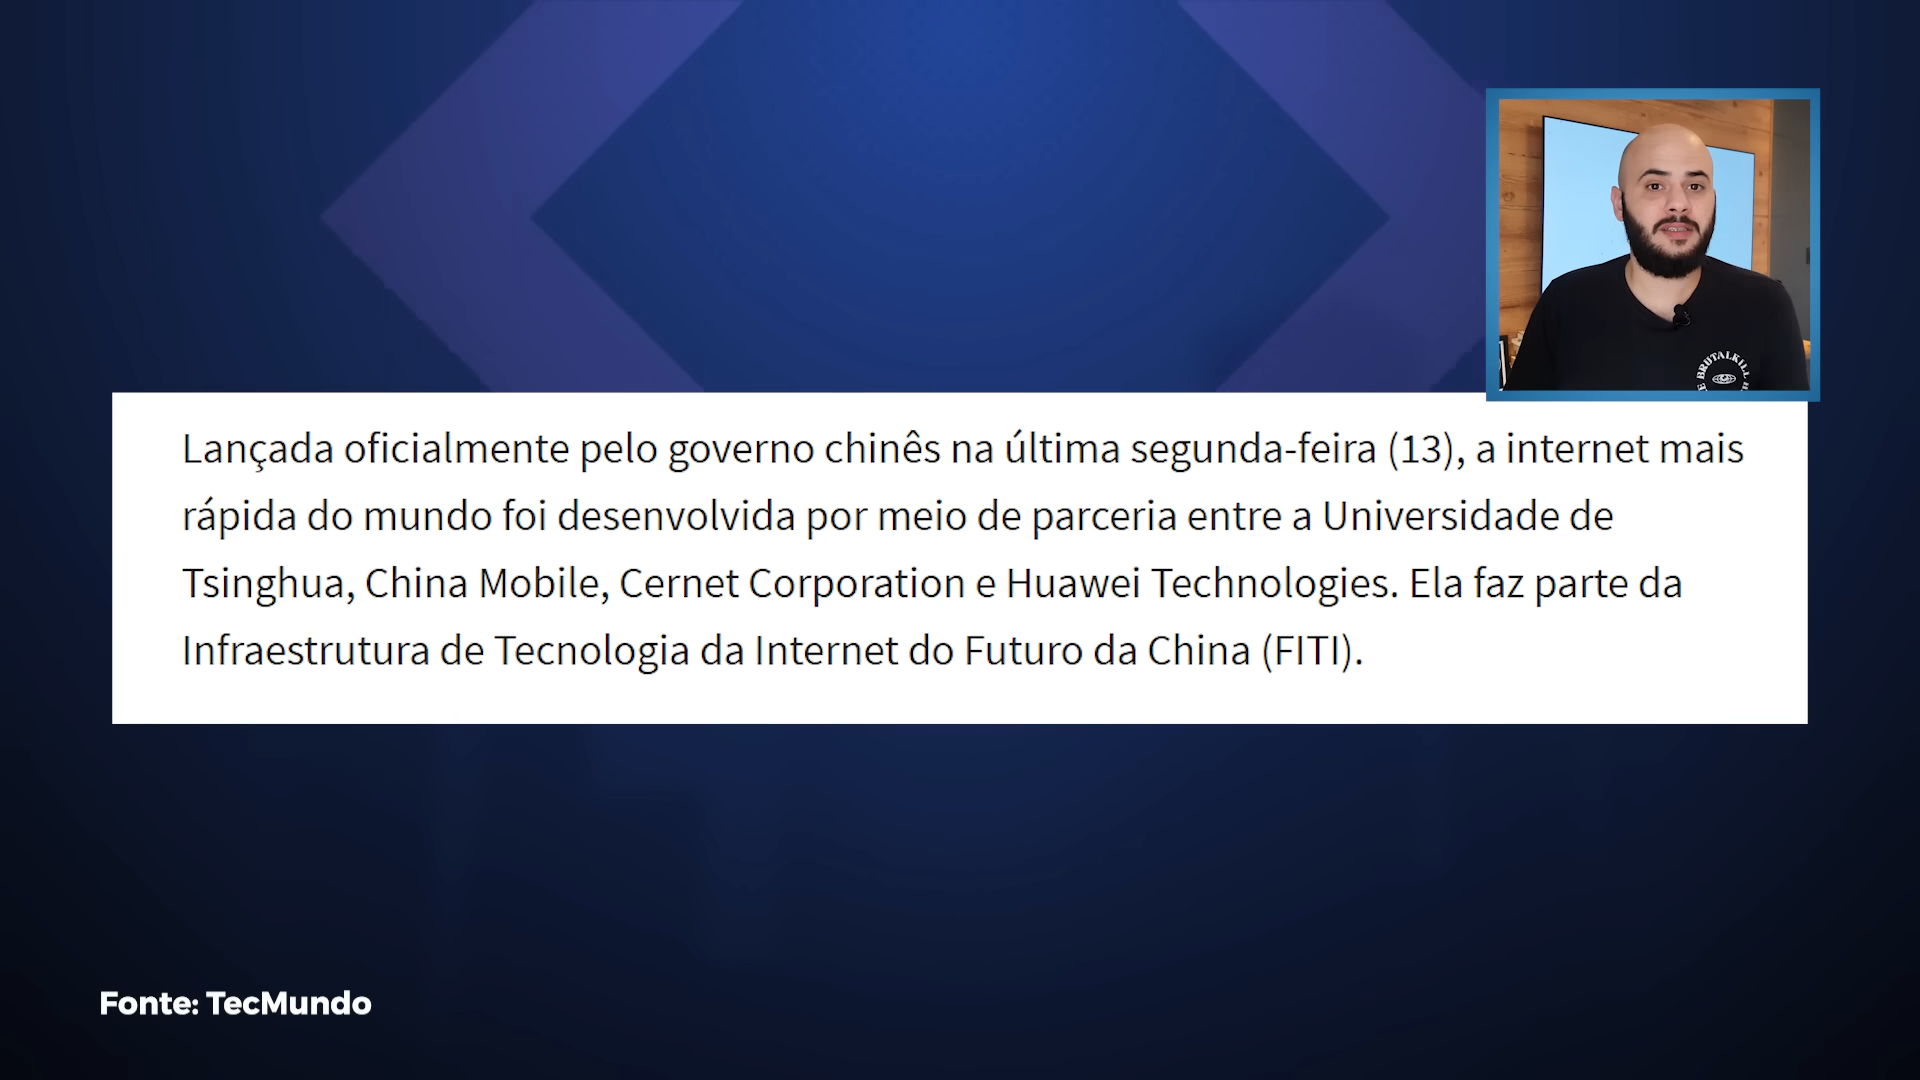 BRUTALKILL
Lançada oficialmente pelo governo chinês na última segunda-feira (13), a internet mais
rápida do mundo foi desenvolvida por meio de parceria entre a Universidade de
Tsinghua, China Mobile, Cernet Corporation e Huawei Technologies. Ela faz parte da
Infraestrutura de Tecnologia da Internet do Futuro da China (FITI).
Fonte: TecMundo